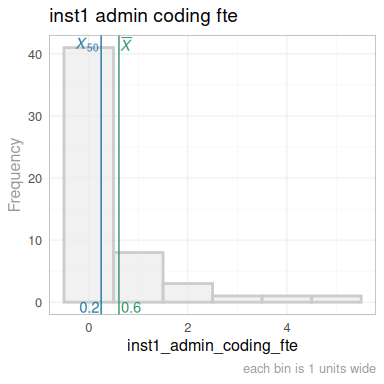 inst1 admin coding fte
X50 X̅
40
30
20
10
0
Frequency
0.2 0.6
0 2 4
inst1_admin_coding_fte
each bin is 1 units wide